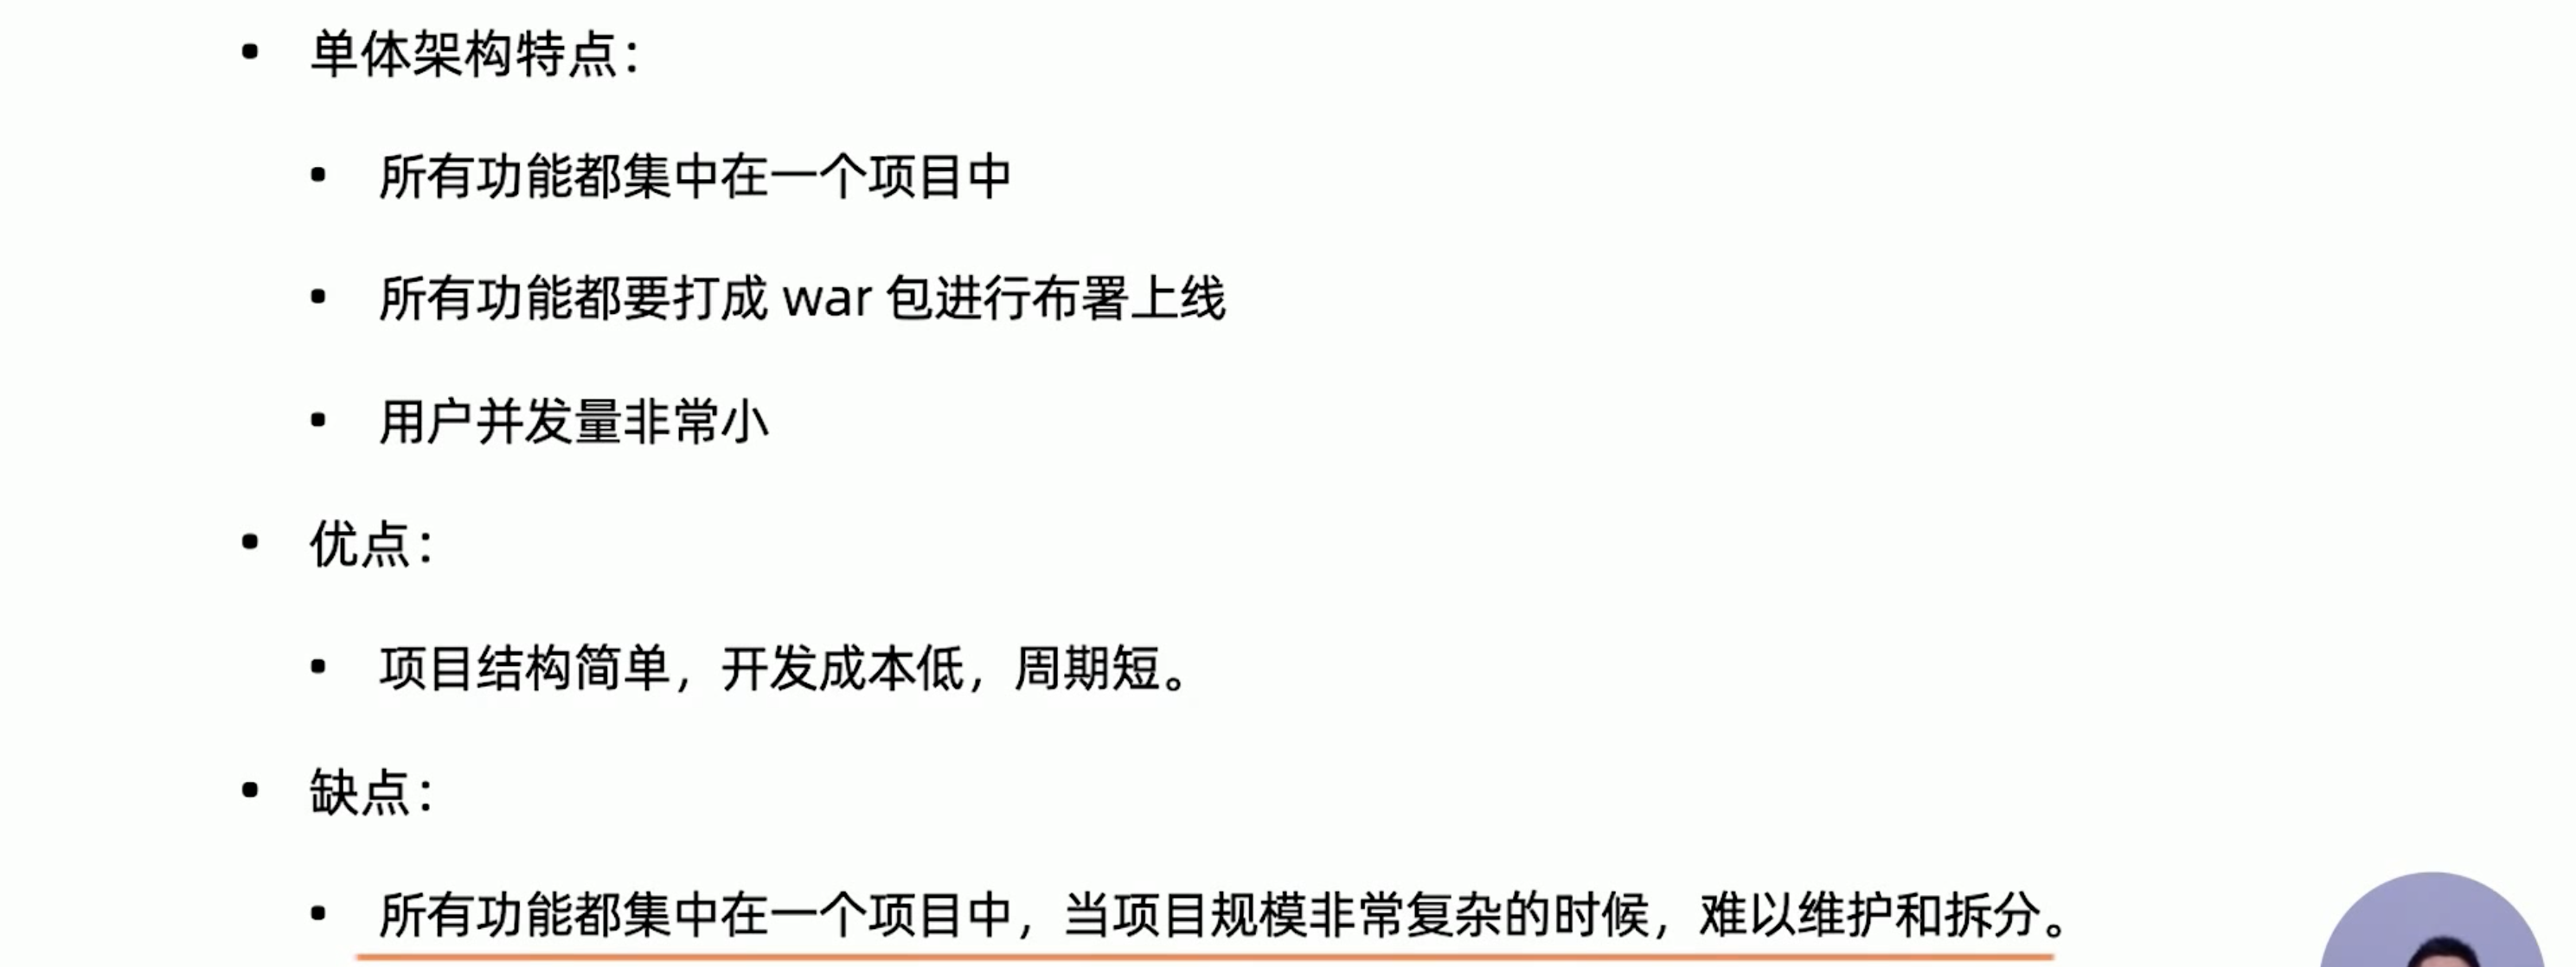 • 单体架构特点：
• 所有功能都集中在一个项目中
• 所有功能都要打成 war 包进行布署上线
• 用户并发量非常小
• 优点：
• 项目结构简单，开发成本低，周期短。
• 缺点：
• 所有功能都集中在一个项目中，当项目规模非常复杂的时候，难以维护和拆分。